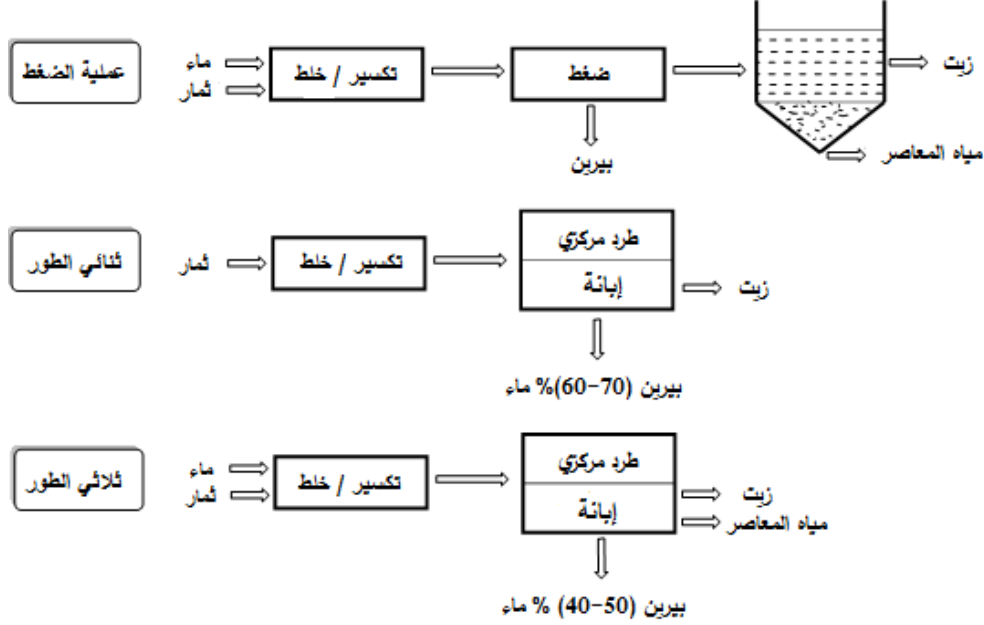 عملية الضغط
ماء
ثمار
تكسير / خلط
ضغط
بيرين
زيت
مياه المعاصر
ثنائي الطور
ثمار
تكسير / خلط
طرد مركزي
إبانة
زيت
بيرين (60-70)% ماء
ثلاثي الطور
ماء
ثمار
تكسير / خلط
طرد مركزي
إبانة
زيت
مياه المعاصر
بيرين (40-50) % ماء